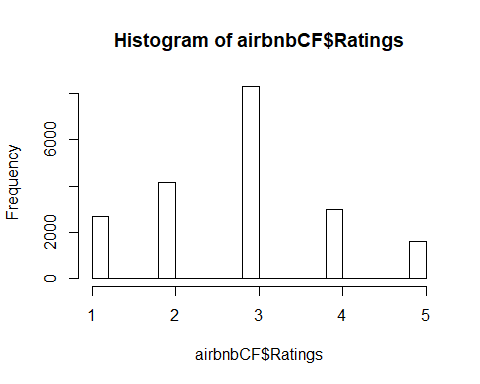 Histogram of airbnbCF$Ratings
Frequency
6000
2000
0
1 2 3 4 5
airbnbCF$Ratings